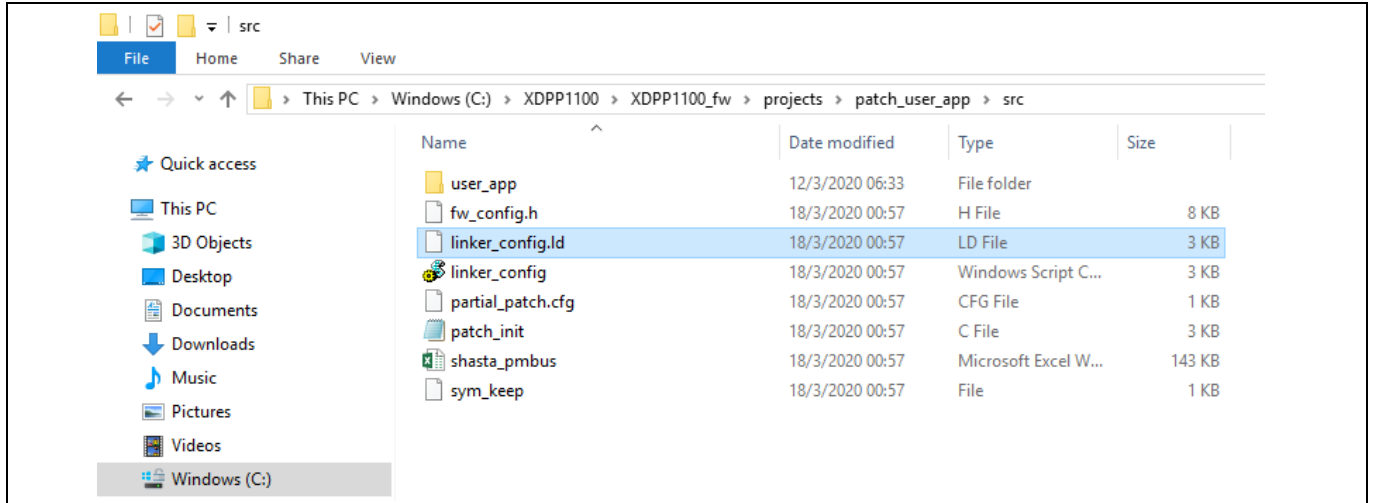 src
File Home Share View
This PC > Windows (C:) > XDPP1100 > XDPP1100_fw > projects > patch_user_app > src
Name Date modified Type Size
Quick access
This PC
3D Objects
Desktop
Documents
Downloads
Music
Pictures
Videos
Windows (C:)
user_app 12/3/2020 06:33 File folder
fw_config.h 18/3/2020 00:57 H File 8 KB
linker_config.ld 18/3/2020 00:57 LD File 3 KB
linker_config 18/3/2020 00:57 Windows Script C... 3 KB
partial_patch.cfg 18/3/2020 00:57 CFG File 1 KB
patch_init 18/3/2020 00:57 C File 3 KB
shasta_pmbus 18/3/2020 00:57 Microsoft Excel W... 143 KB
sym_keep 18/3/2020 00:57 File 1 KB